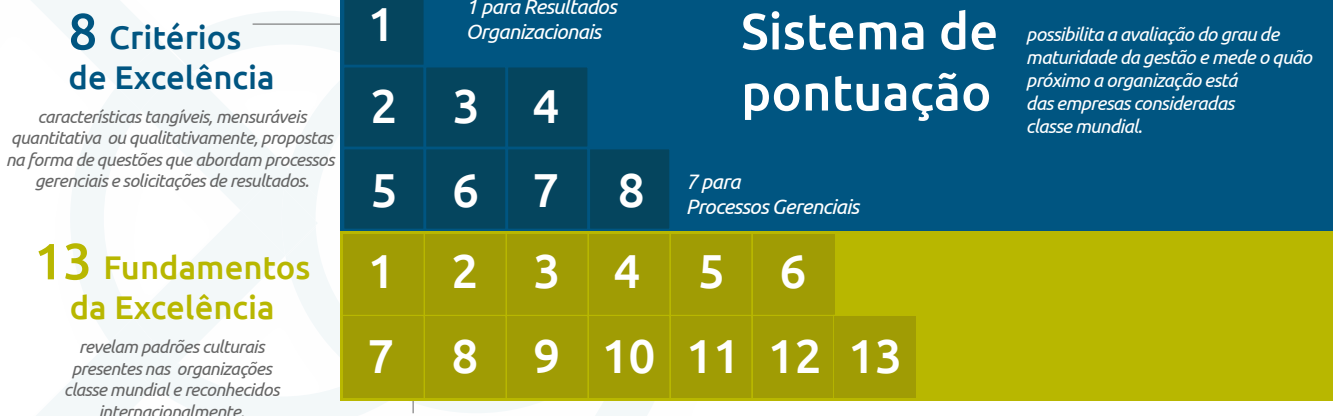 8 Critérios
de Excelência
características tangíveis, mensuráveis
quantitativa ou qualitativamente, propostas
na forma de questões que abordam processos
gerenciais e solicitações de resultados.
1
1 para Resultados
Organizacionais
2 3 4
5 6 7 8
7 para
Processos Gerenciais
Sistema de
pontuação
possibilita a avaliação do grau de
maturidade da gestão e mede o quão
próximo a organização está
das empresas consideradas
classe mundial.
13 Fundamentos
da Excelência
revelam padrões culturais
presentes nas organizações
classe mundial e reconhecidos
internacionalmente.
1 2 3 4 5 6
7 8 9 10 11 12 13